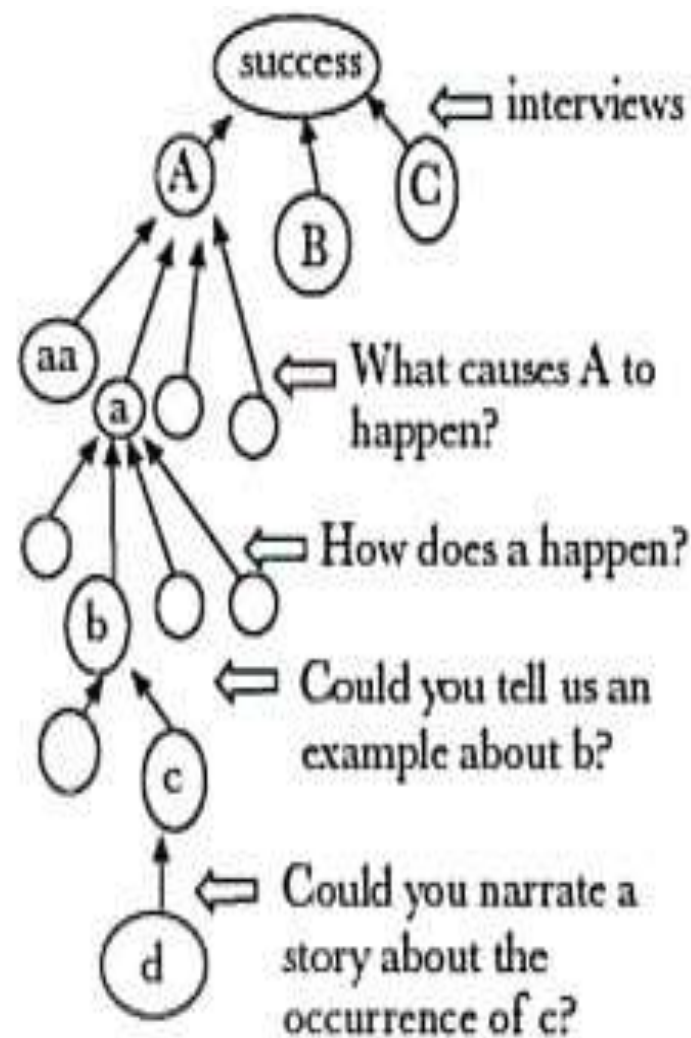 success
interviews
A
B
C
aa
a
What causes A to
happen?
How does a happen?
b
Could you tell us an
example about b?
c
Could you narrate a
story about the
occurrence of c?
d